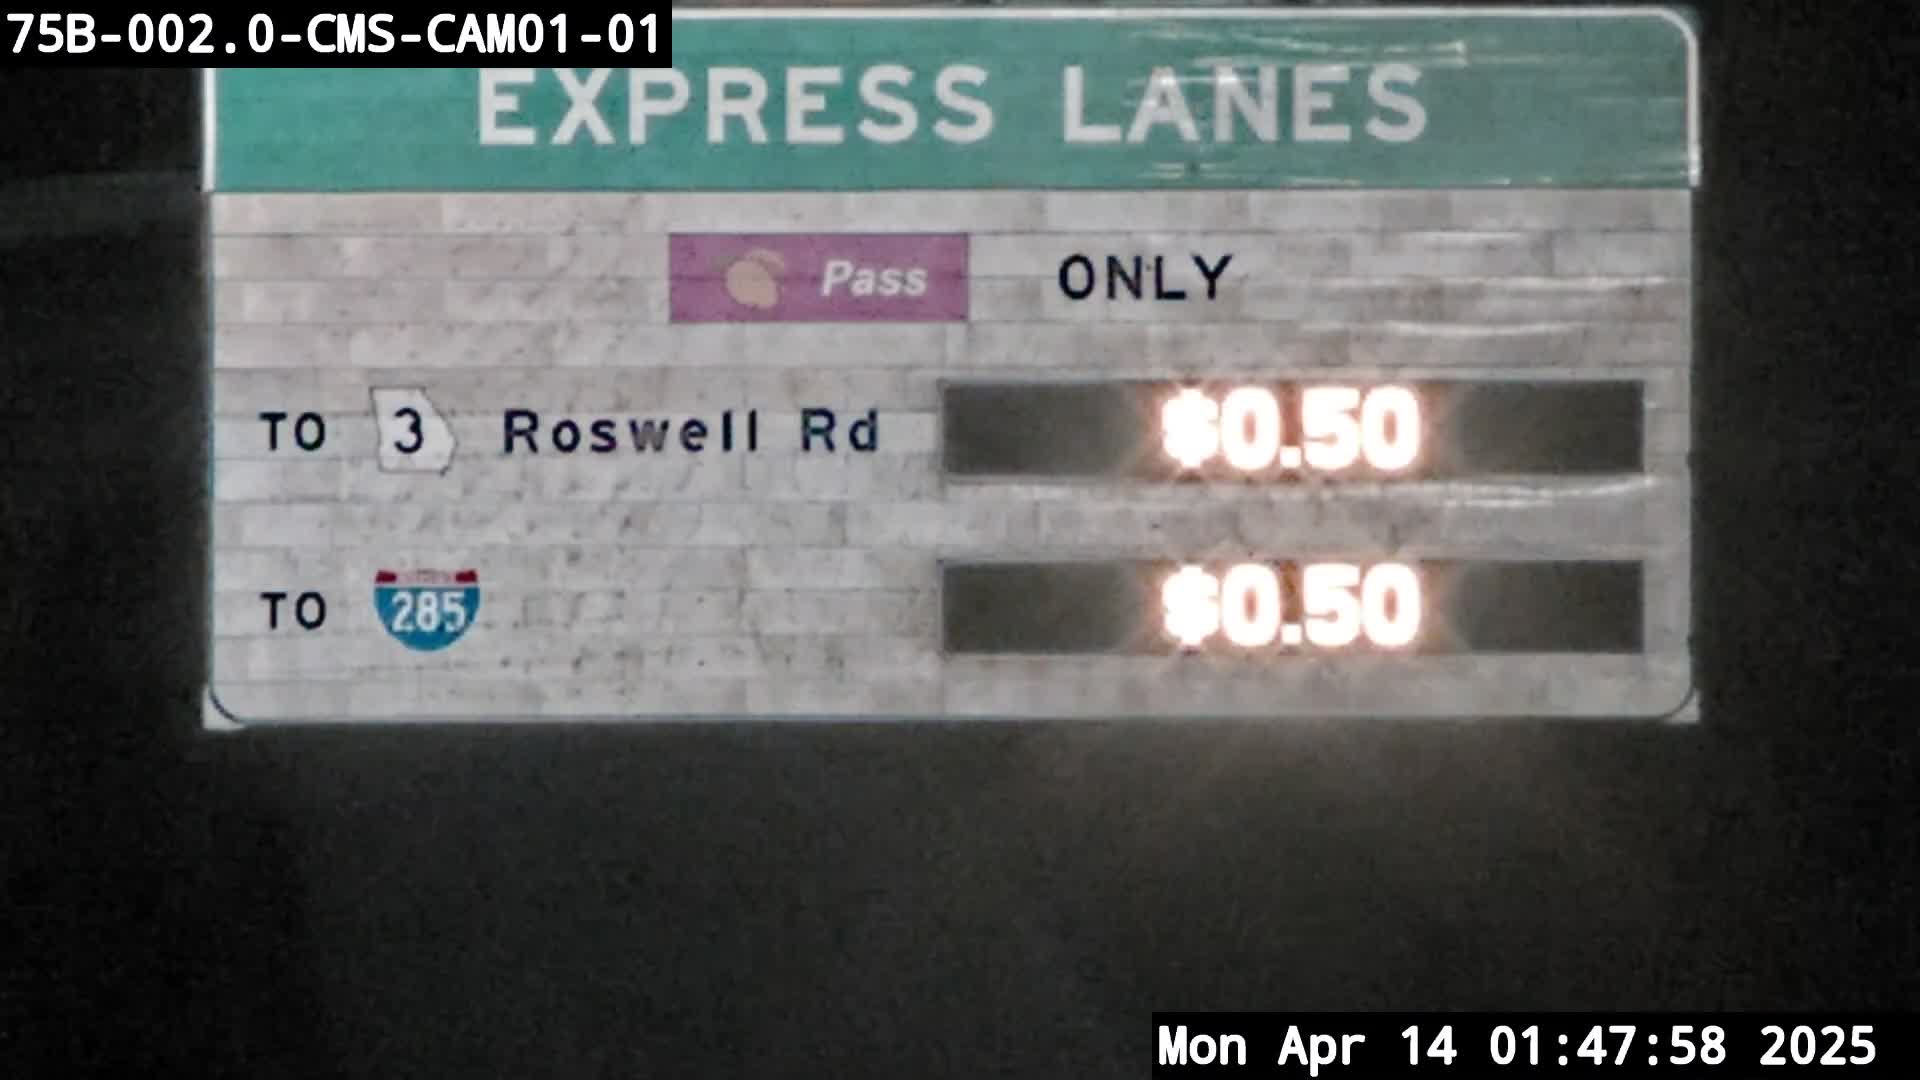 75B-002.0-CMS-CAM01-01
EXPRESS LANES
Pass ONLY
TO 3 Roswell Rd $0.50
TO 285 $0.50
Mon Apr 14 01:47:58 2025